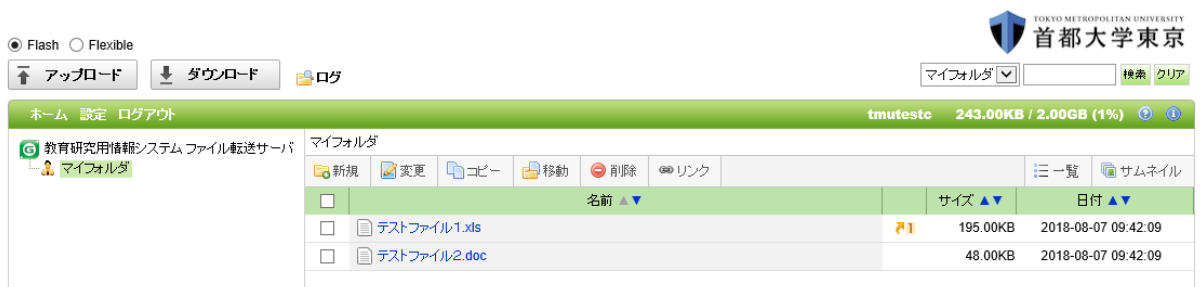 TOKYO METROPOLITAN UNIVERSITY
首都大学東京
Flash Flexible
アップロード ダウンロード ログ
マイフォルダ 検索 クリア
ホーム 設定 ログアウト tmutestc 243.00KB / 2.00GB (1%)
教育研究用情報システム ファイル転送サーバ
マイフォルダ
マイフォルダ
新規 変更 コピー 移動 削除 リンク 一覧 サムネイル
名前 ▲▼ サイズ ▲▼ 日付 ▲▼
テストファイル1.xls 1 195.00KB 2018-08-07 09:42:09
テストファイル2.doc 48.00KB 2018-08-07 09:42:09